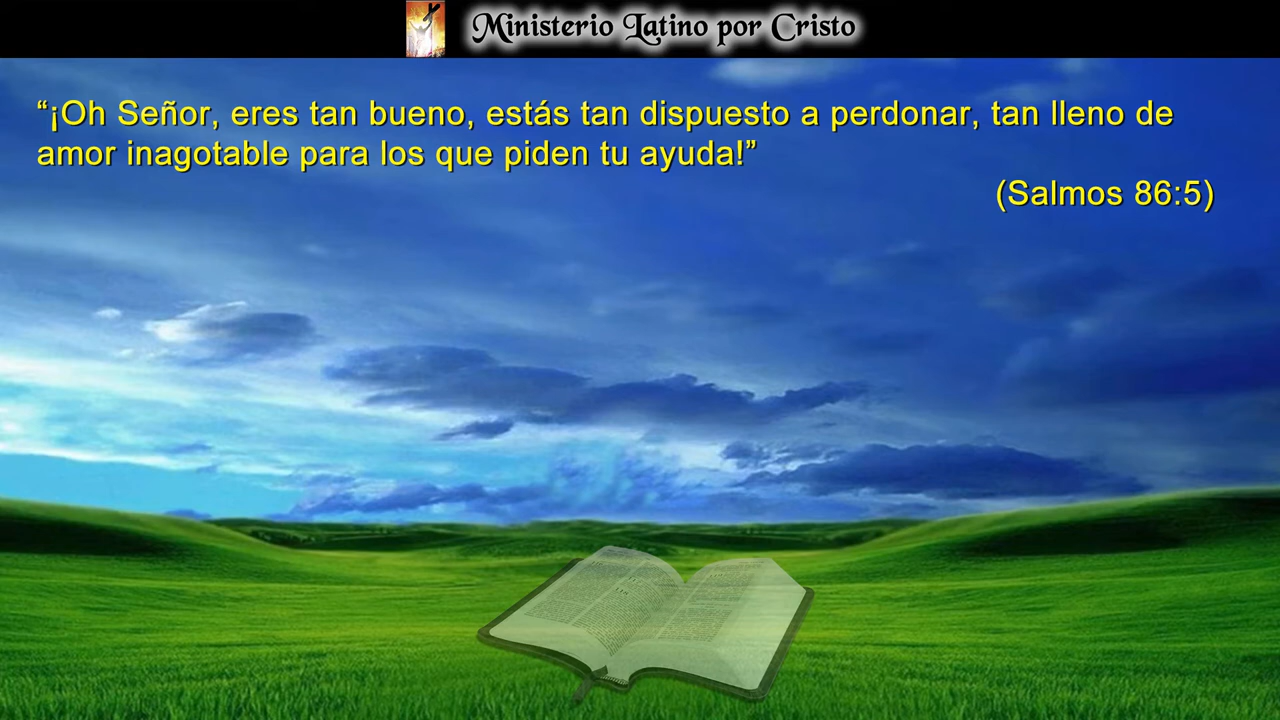 Ministerio Latino por Cristo
“¡Oh Señor, eres tan bueno, estás tan dispuesto a perdonar, tan lleno de
amor inagotable para los que piden tu ayuda!”
(Salmos 86:5)